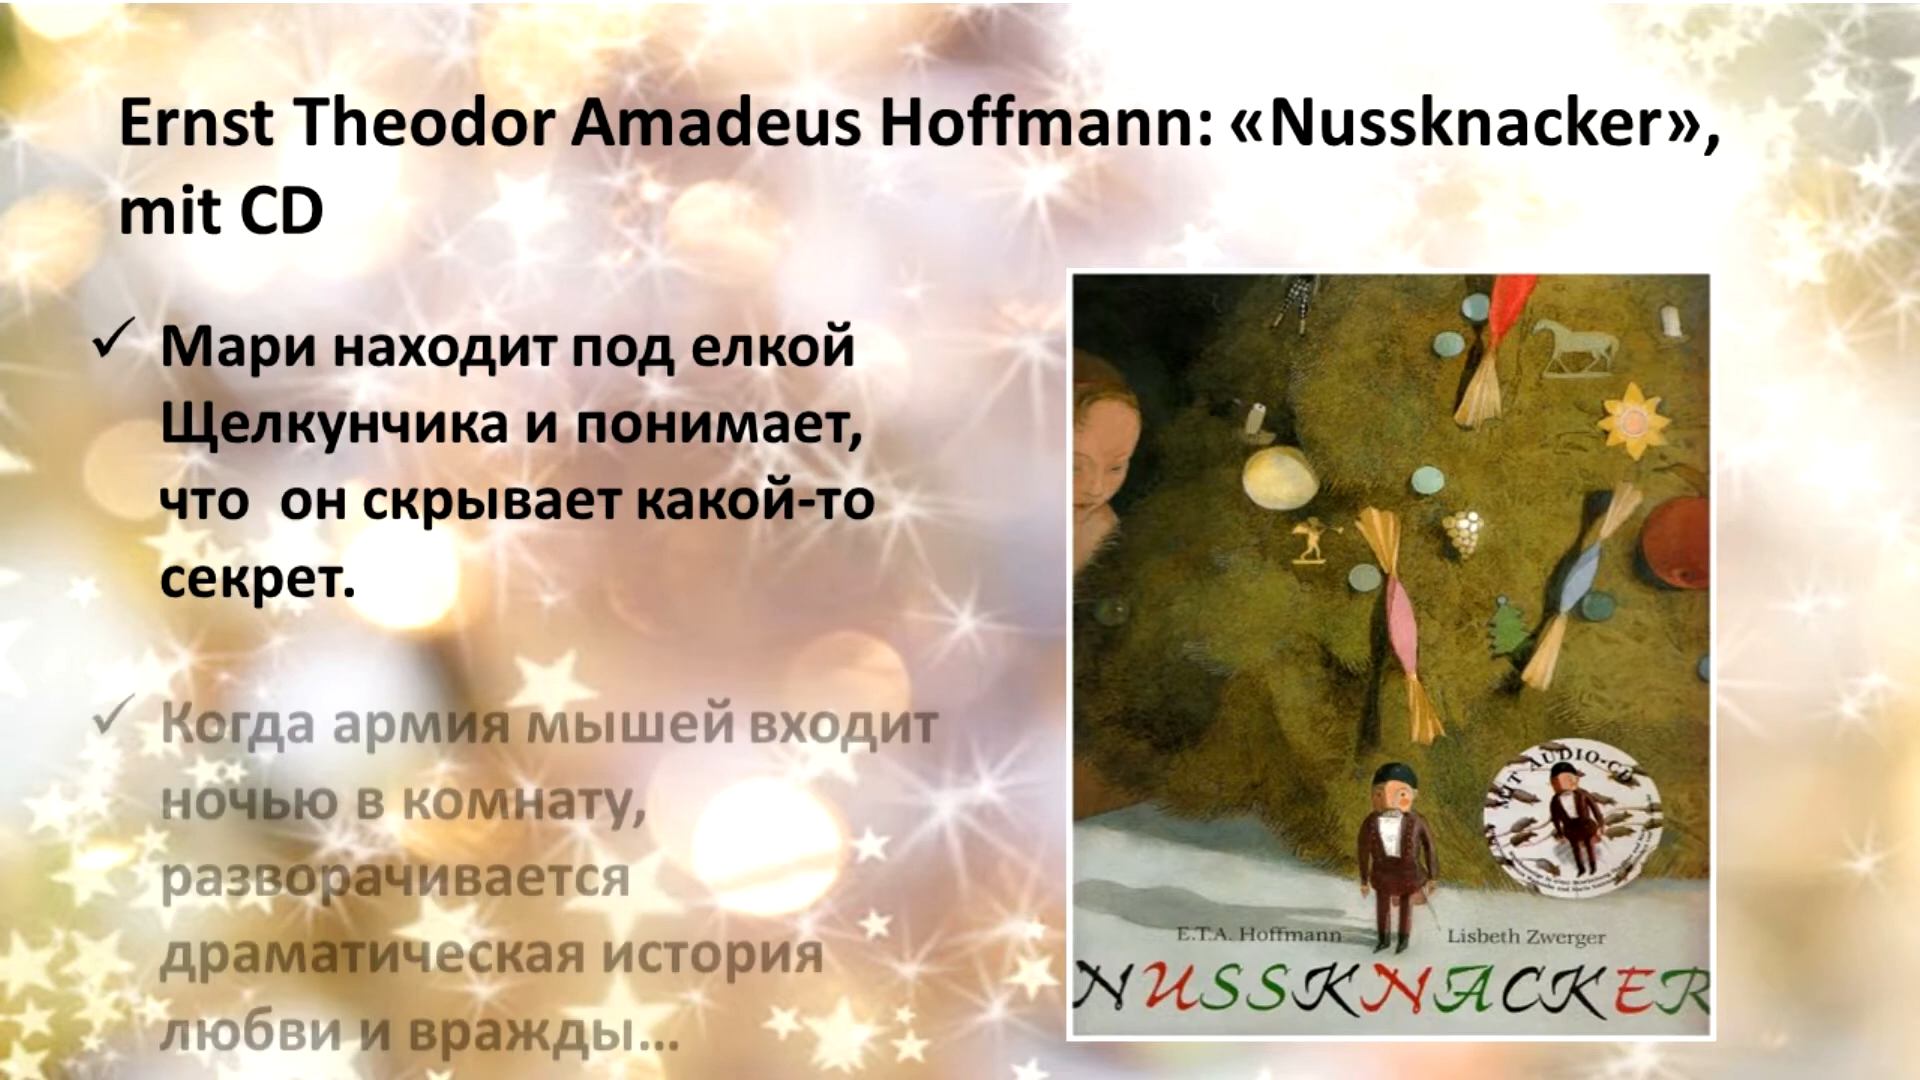 Ernst Theodor Amadeus Hoffmann: «Nussknacker»,
mit CD
✓ Мари находит под елкой
Щелкунчика и понимает,
что он скрывает какой-то
секрет.
✓ Когда армия мышей входит
ночью в комнату,
разворачивается
драматическая история
любви и вражды...
MIT AUDIO-CD
E.T.A. Hoffmann Lisbeth Zwerger
NUSSKNACKER